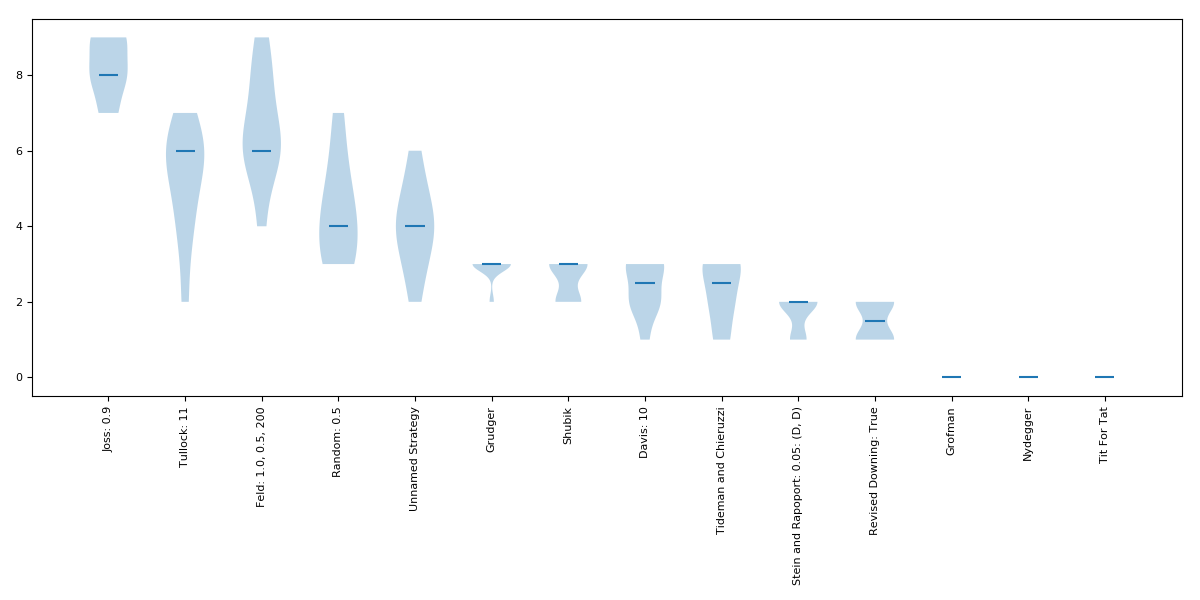 8
6
4
2
0
Joss: 0.9
Tullock: 11
Feld: 1.0, 0.5, 200
Random: 0.5
Unnamed Strategy
Grudger
Shubik
Davis: 10
Tideman and Chieruzzi
Stein and Rapoport: 0.05: (D, D)
Revised Downing: True
Grofman
Nydegger
Tit For Tat